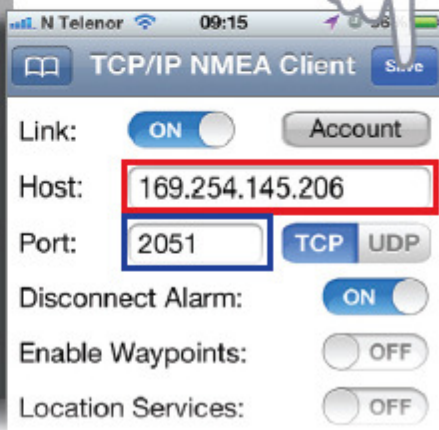 N Telenor 09:15
TCP/IP NMEA Client Save
Link: ON Account
Host: 169.254.145.206
Port: 2051 TCP UDP
Disconnect Alarm: ON
Enable Waypoints: OFF
Location Services: OFF